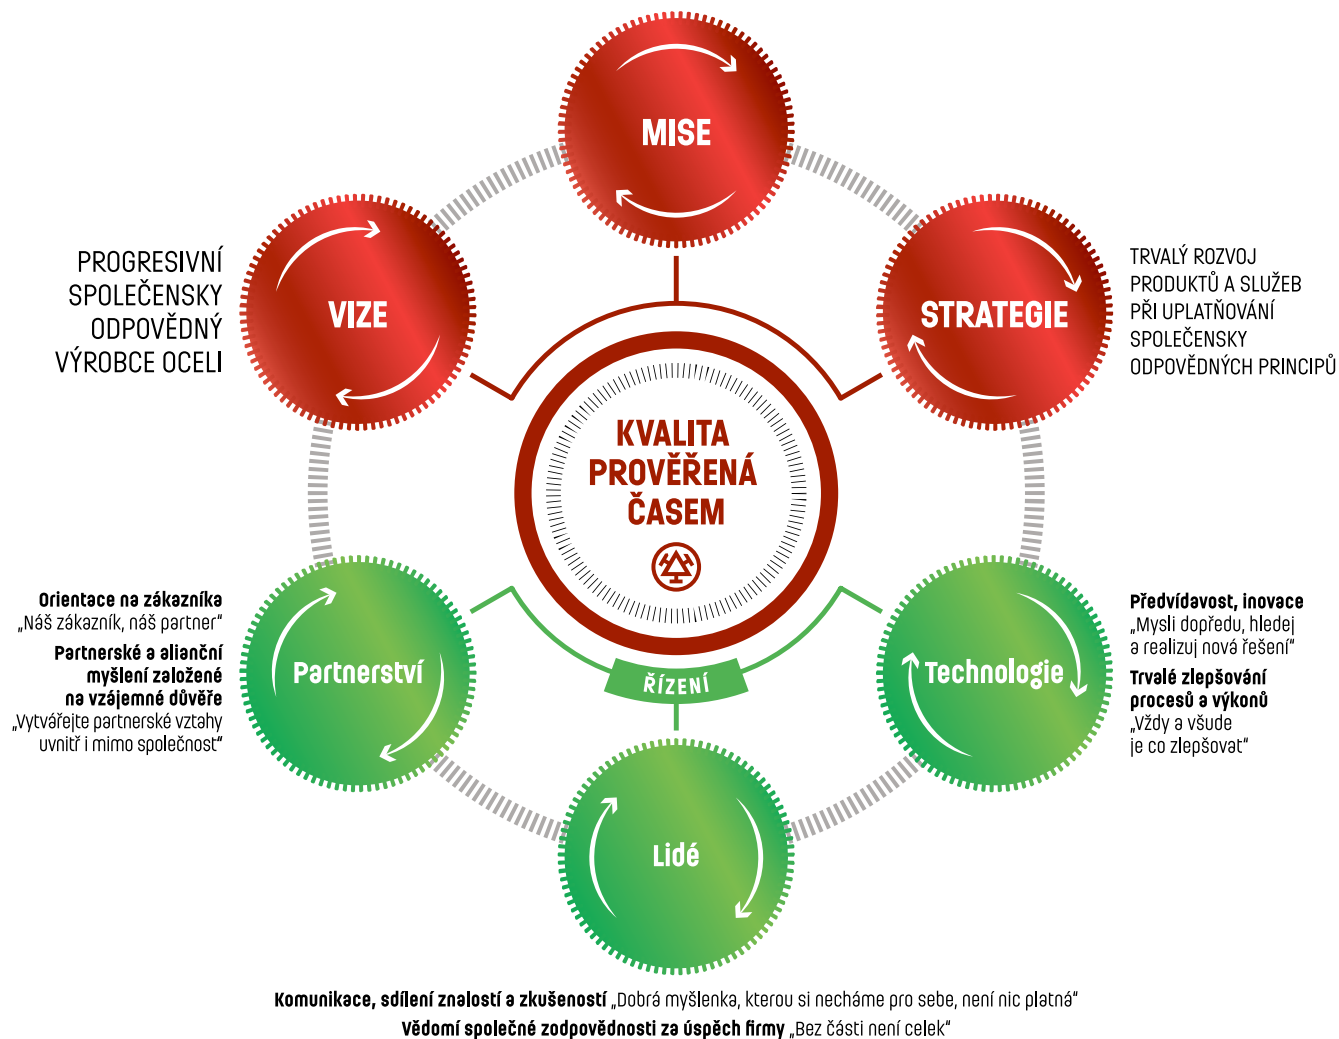 MISE
VIZE
PROGRESIVNÍ
SPOLEČENSKY
ODPOVĚDNÝ
VÝROBCE OCELI
STRATEGIE
TRVALÝ ROZVOJ
PRODUKTŮ A SLUŽEB
PŘI UPLATŇOVÁNÍ
SPOLEČENSKY
ODPOVĚDNÝCH PRINCIPŮ
KVALITA
PROVĚŘENÁ
ČASEM
ŘÍZENÍ
Orientace na zákazníka
„Náš zákazník, náš partner“
Partnerské a alianční
myšlení založené
na vzájemné důvěře
„Vytvářejte partnerské vztahy
uvnitř i mimo společnost“
Partnerství
Technologie
Předvídavost, inovace
„Mysli dopředu, hledej
a realizuj nová řešení“
Trvalé zlepšování
procesů a výkonů
„Vždy a všude
je co zlepšovat“
Lidé
Komunikace, sdílení znalostí a zkušeností „Dobrá myšlenka, kterou si necháme pro sebe, není nic platná“
Vědomí společné zodpovědnosti za úspěch firmy „Bez části není celek“